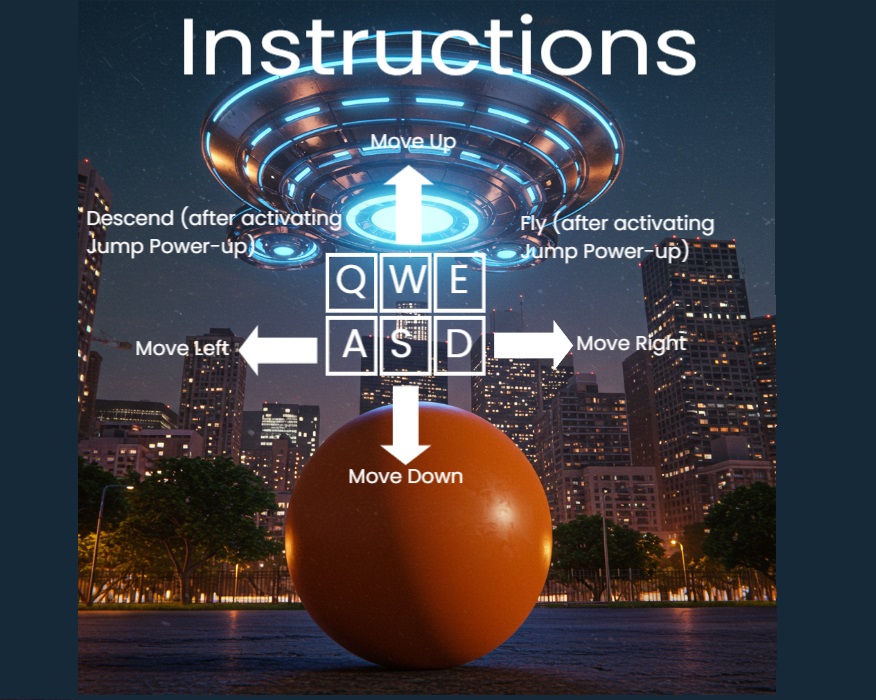 Instructions
Move Up
Descend (after activating
Jump Power-up)
Fly (after activating
Jump Power-up)
Q W E
A S D
Move Left
Move Right
Move Down